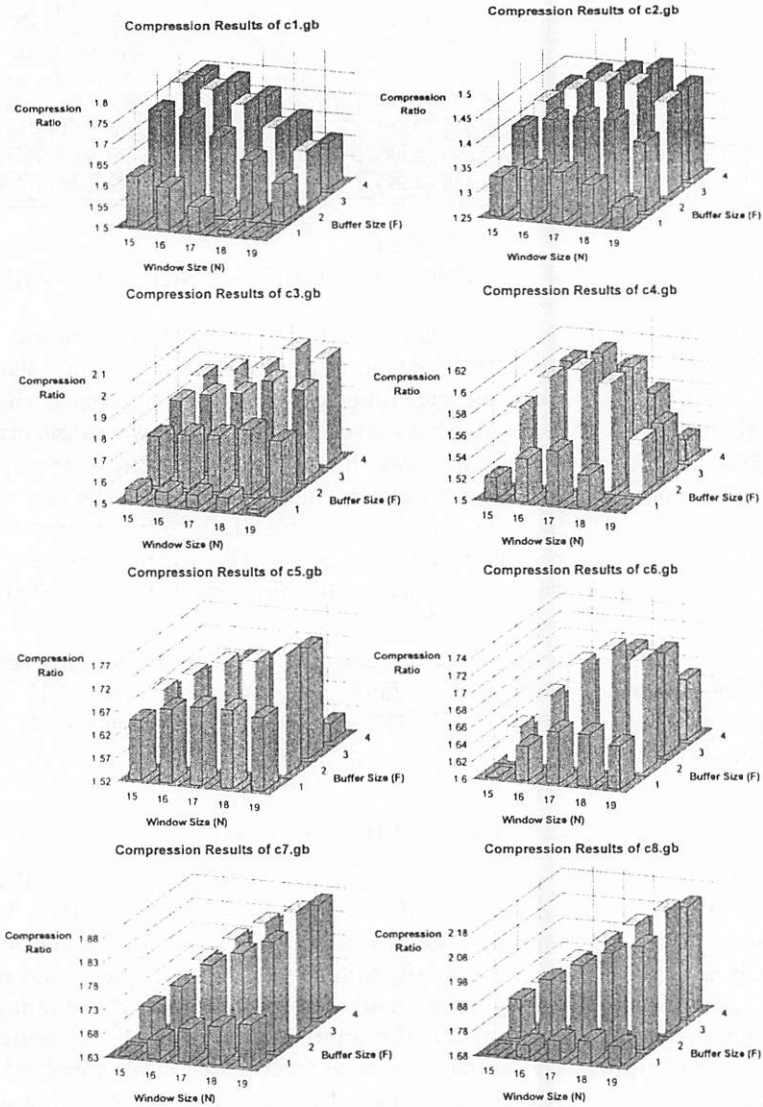 Compression Results of c1.gb
Compression Ratio
1.8
1.75
1.7
1.65
1.6
1.55
1.5
15 16 17 18 19
Window Size (N)
1 2 3 4
Buffer Size (F)
Compression Results of c2.gb
Compression Ratio
1.5
1.45
1.4
1.35
1.3
1.25
15 16 17 18 19
Window Size (N)
1 2 3 4
Buffer Size (F)
Compression Results of c3.gb
Compression Ratio
2.1
2
1.9
1.8
1.7
1.6
1.5
15 16 17 18 19
Window Size (N)
1 2 3 4
Buffer Size (F)
Compression Results of c4.gb
Compression Ratio
1.62
1.6
1.58
1.56
1.54
1.52
1.5
15 16 17 18 19
Window Size (N)
1 2 3 4
Buffer Size (F)
Compression Results of c5.gb
Compression Ratio
1.77
1.72
1.67
1.62
1.57
1.52
15 16 17 18 19
Window Size (N)
1 2 3 4
Buffer Size (F)
Compression Results of c6.gb
Compression Ratio
1.74
1.72
1.7
1.68
1.66
1.64
1.62
1.6
15 16 17 18 19
Window Size (N)
1 2 3 4
Buffer Size (F)
Compression Results of c7.gb
Compression Ratio
1.88
1.83
1.78
1.73
1.68
1.63
15 16 17 18 19
Window Size (N)
1 2 3 4
Buffer Size (F)
Compression Results of c8.gb
Compression Ratio
2.18
2.08
1.98
1.88
1.78
1.68
15 16 17 18 19
Window Size (N)
1 2 3 4
Buffer Size (F)